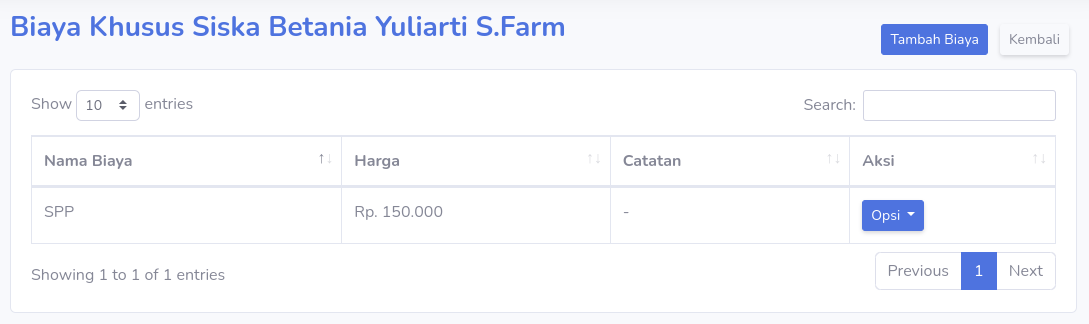 Biaya Khusus Siska Betania Yuliarti S.Farm
Tambah Biaya Kembali
Show 10 entries Search:
Nama Biaya Harga Catatan Aksi
SPP Rp. 150.000 - Opsi
Showing 1 to 1 of 1 entries Previous 1 Next